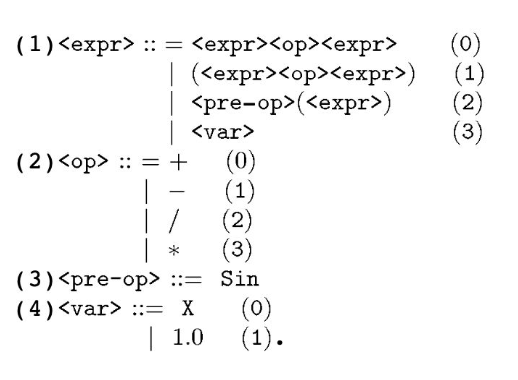 (1)<expr> :: = <expr><op><expr> (0)
| (<expr><op><expr>) (1)
| <pre-op>(<expr>) (2)
| <var> (3)
(2)<op> :: = + (0)
| − (1)
| / (2)
| ∗ (3)
(3)<pre-op> ::= Sin
(4)<var> ::= X (0)
| 1.0 (1).